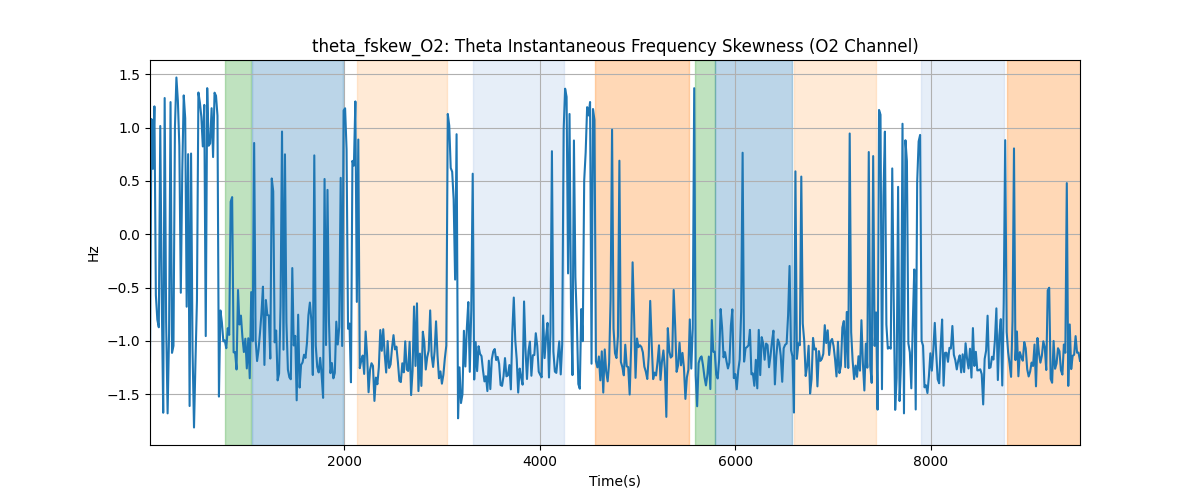 theta_fskew_O2: Theta Instantaneous Frequency Skewness (O2 Channel)
1.5
1.0
0.5
0.0
−0.5
−1.0
−1.5
Hz
2000 4000 6000 8000
Time(s)